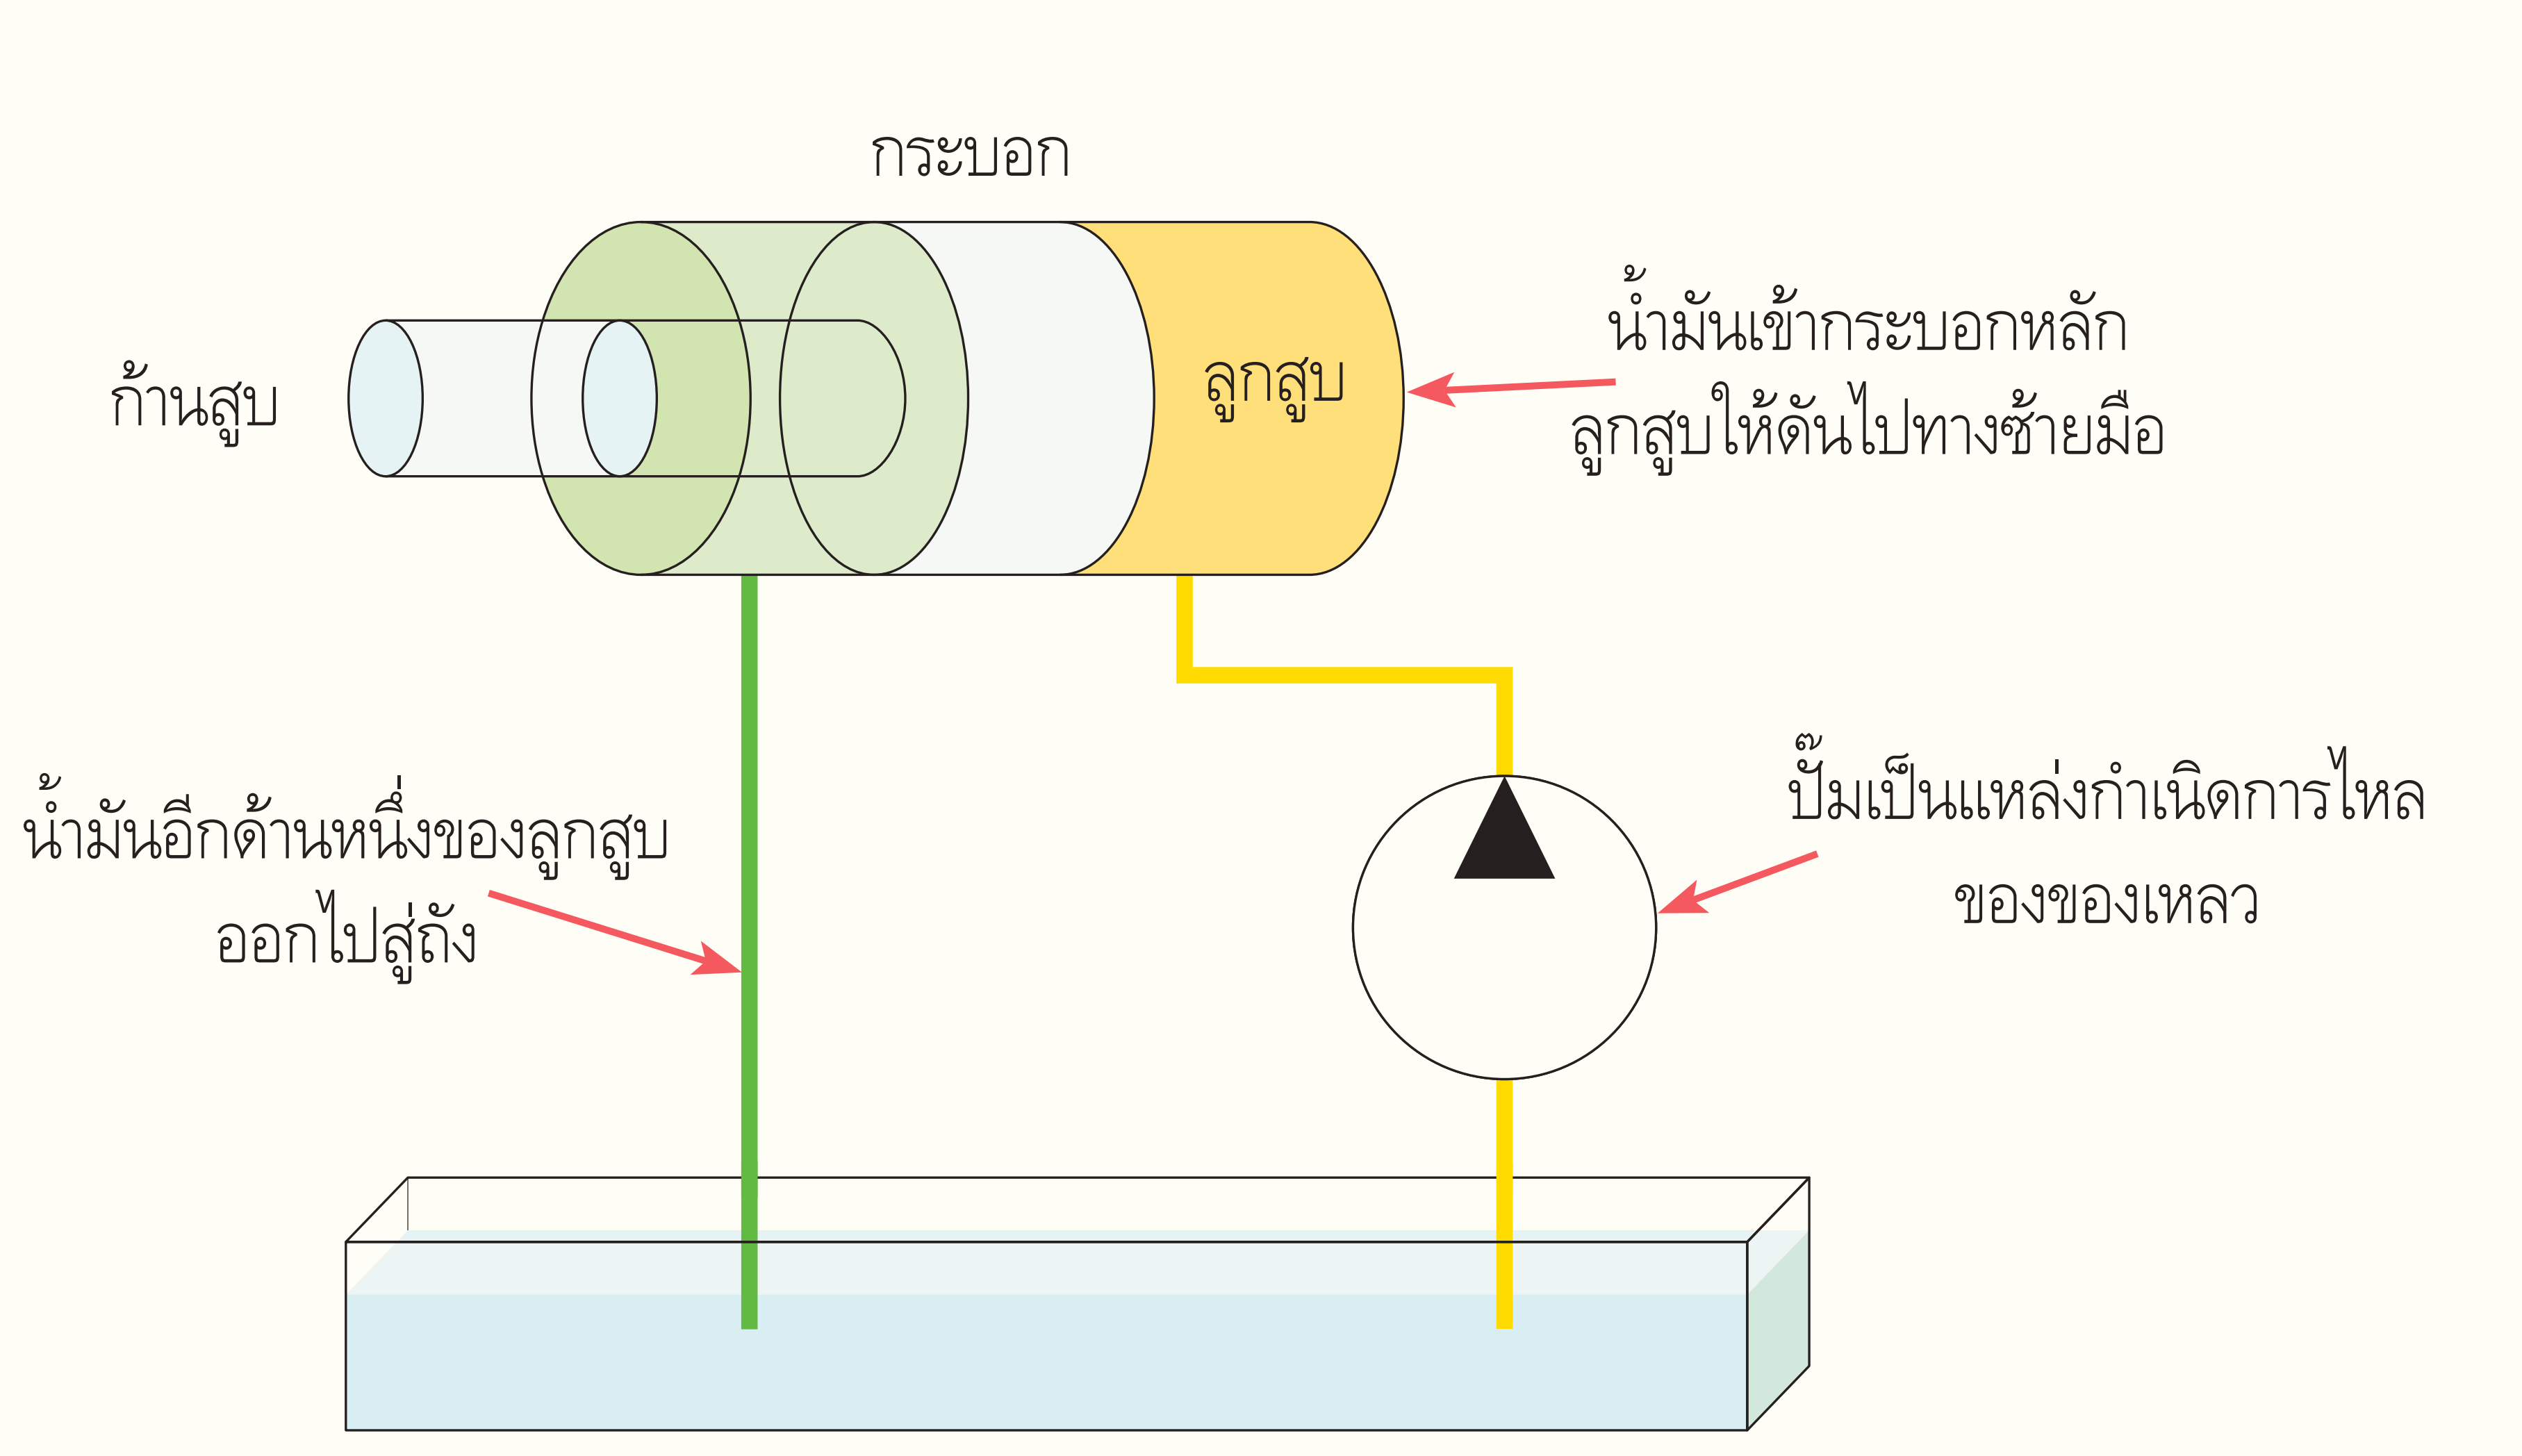 กระบอก
ก้านสูบ
ลูกสูบ
น้ำมันเข้ากระบอกหลัก
ลูกสูบให้ดันไปทางซ้ายมือ
น้ำมันอีกด้านหนึ่งของลูกสูบ
ออกไปสู่ถัง
ปั๊มเป็นแหล่งกำเนิดการไหล
ของของเหลว